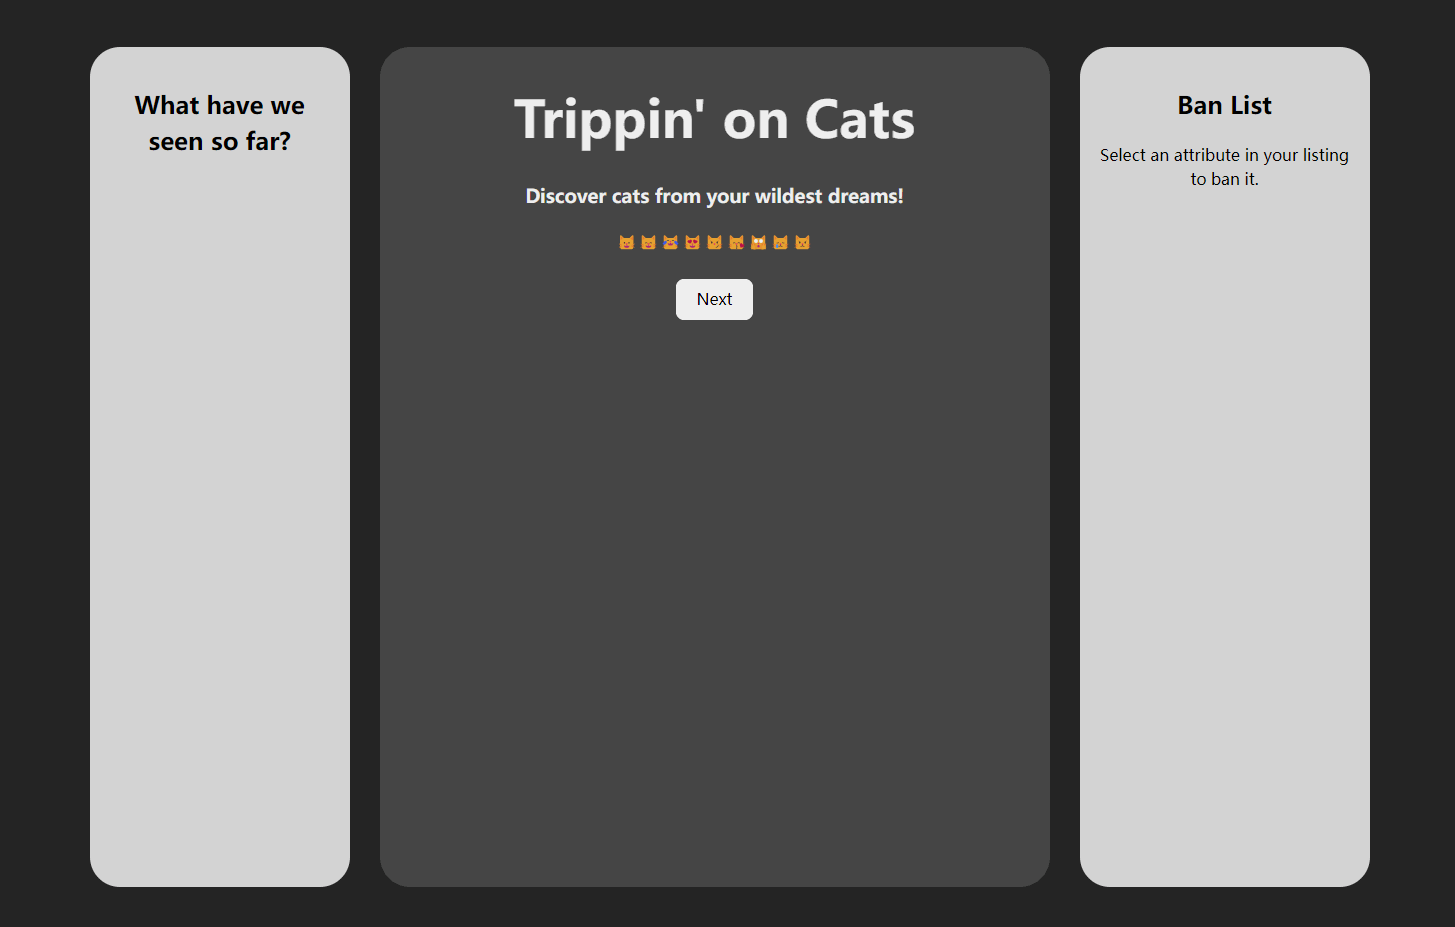 What have we
seen so far?
Trippin' on Cats
Discover cats from your wildest dreams!
😺 😸 😹 😻 😼 😽 🙀 😿 😾
Next
Ban List
Select an attribute in your listing
to ban it.